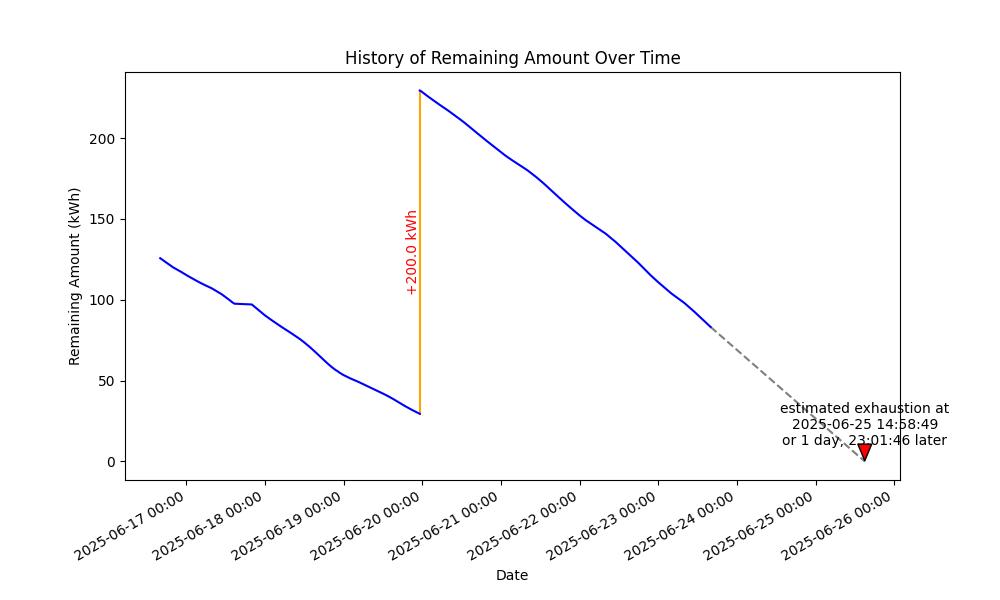 History of Remaining Amount Over Time
Remaining Amount (kWh)
200
150
100
50
0
+200.0 kWh
estimated exhaustion at
2025-06-25 14:58:49
or 1 day, 23:01:46 later
2025-06-17 00:00
2025-06-18 00:00
2025-06-19 00:00
2025-06-20 00:00
2025-06-21 00:00
2025-06-22 00:00
2025-06-23 00:00
2025-06-24 00:00
2025-06-25 00:00
2025-06-26 00:00
Date